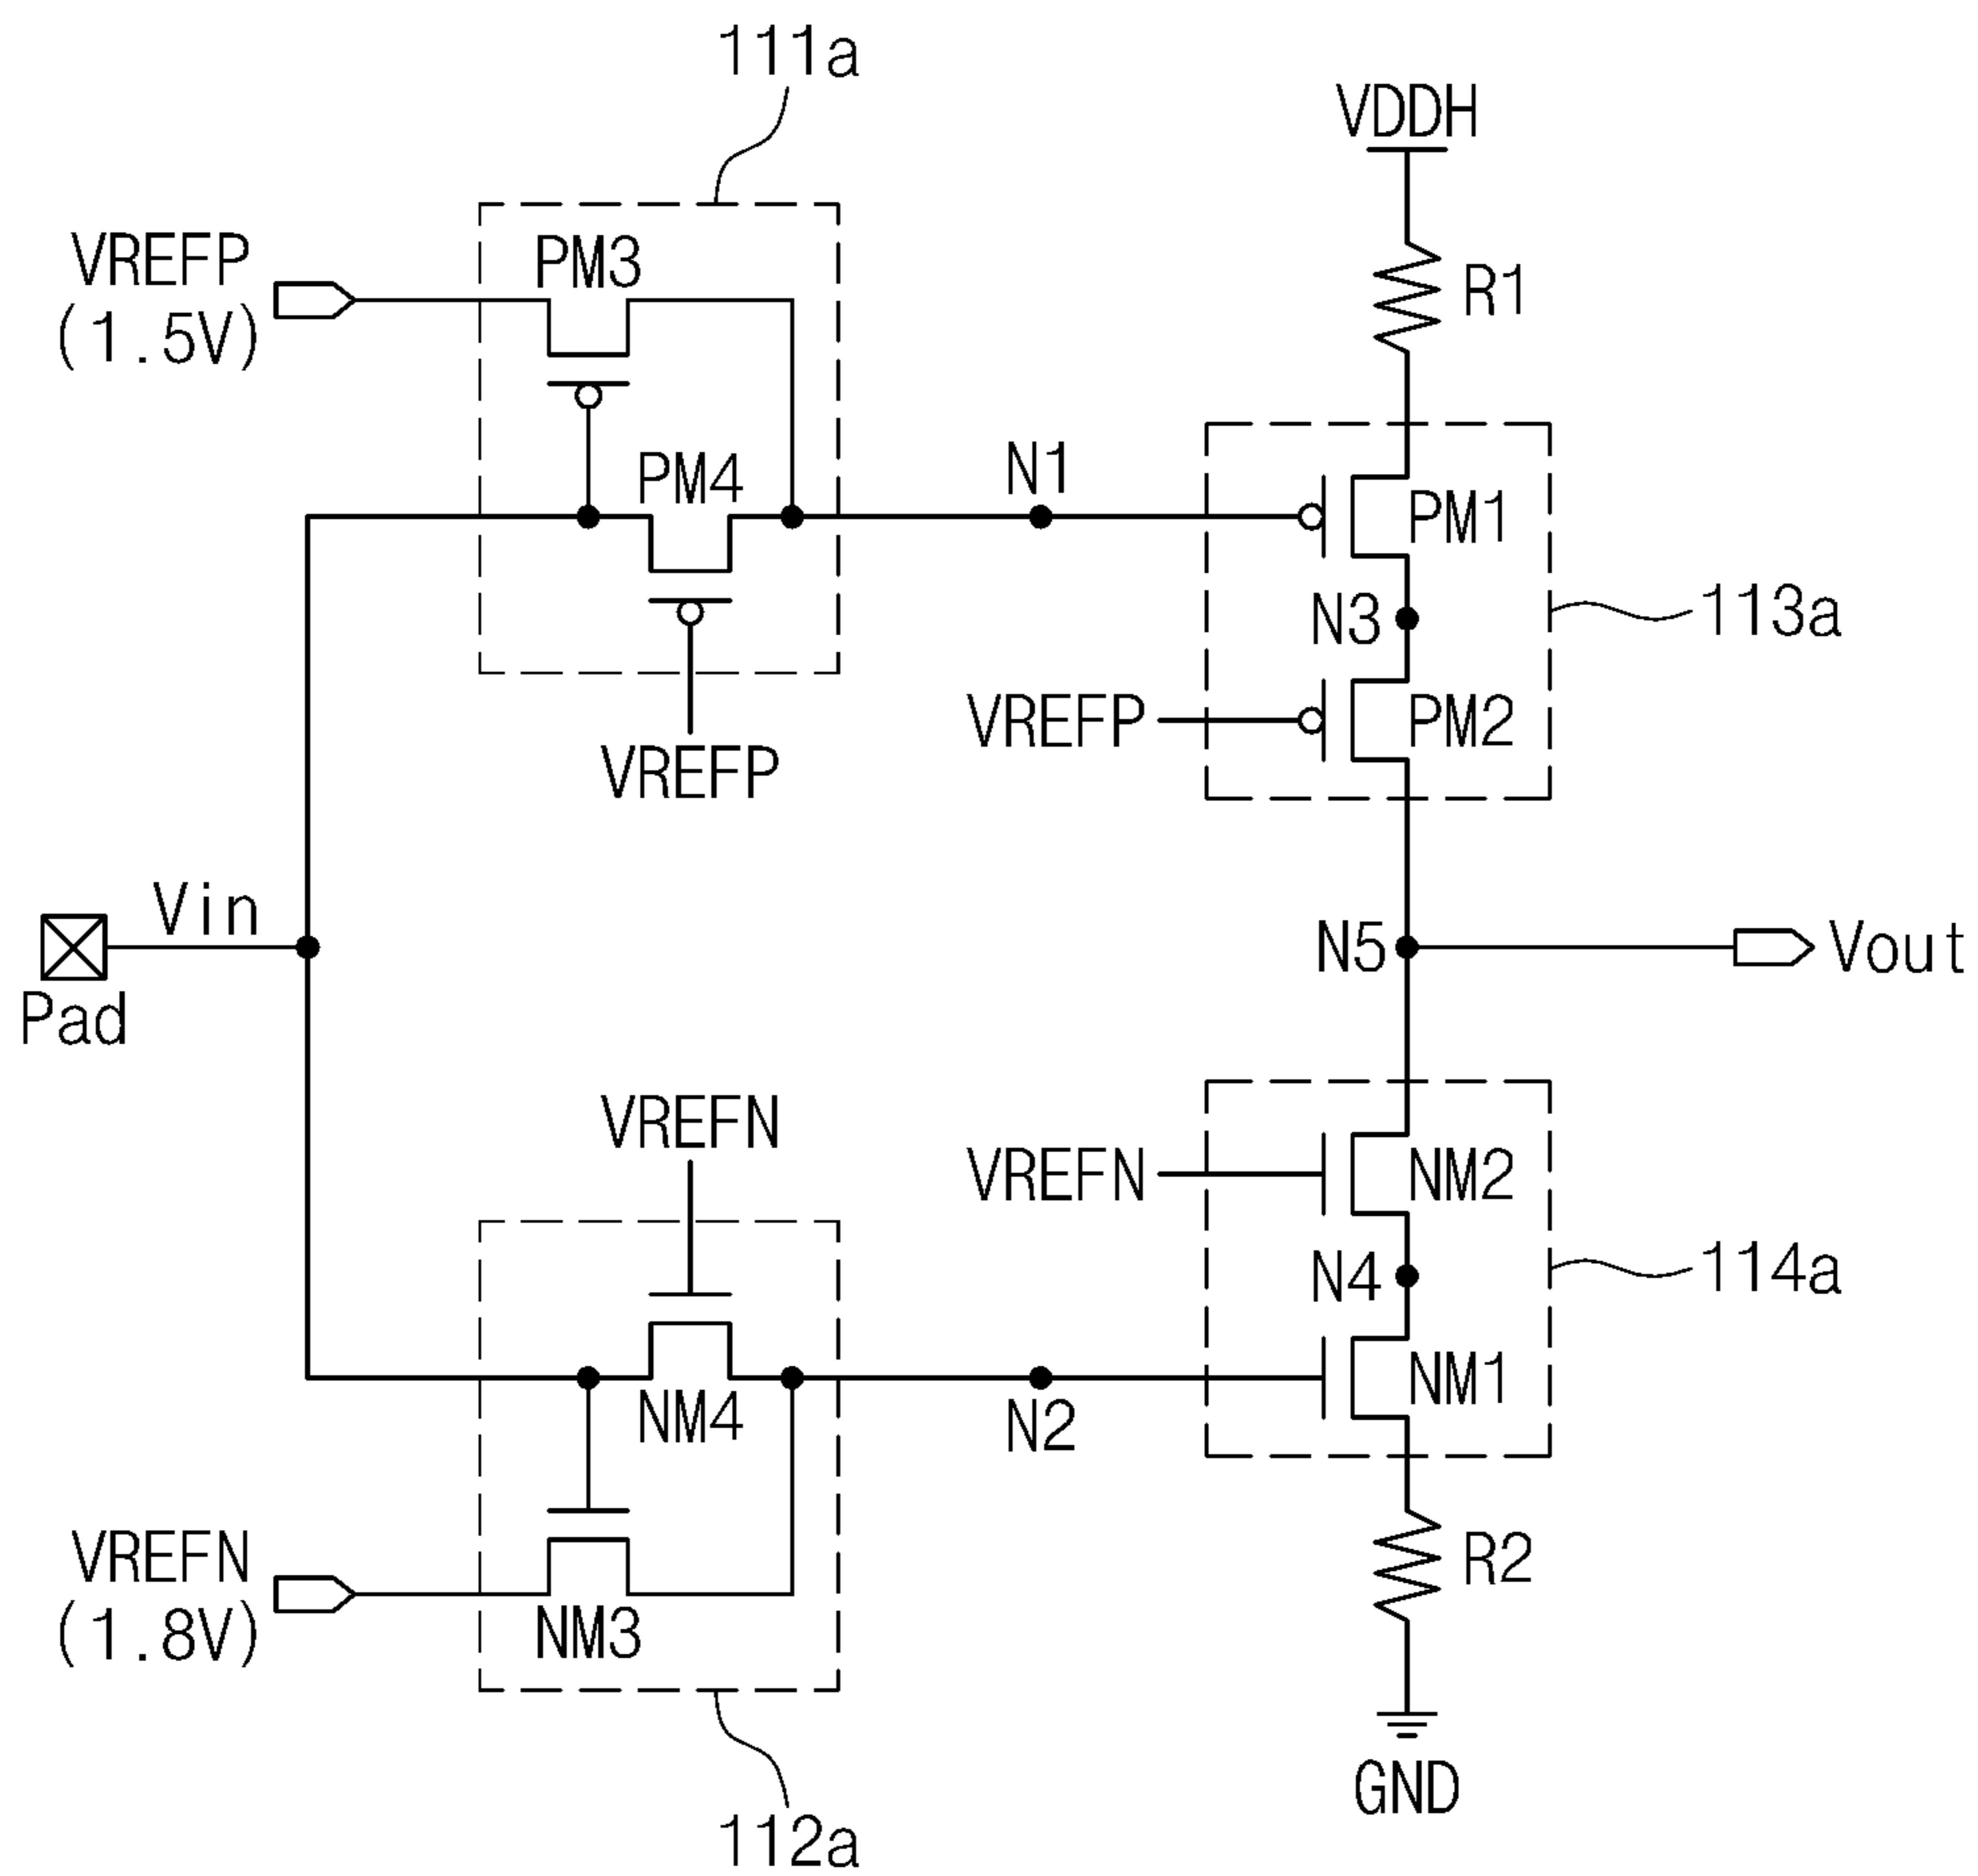 111a
VDDH
VREFP
(1.5V)
PM3
R1
PM4
N1
PM1
N3
113a
VREFP
PM2
VREFP
Vin
Pad
N5
Vout
VREFN
VREFN
NM2
N4
114a
NM4
N2
NM1
VREFN
(1.8V)
NM3
R2
GND
112a